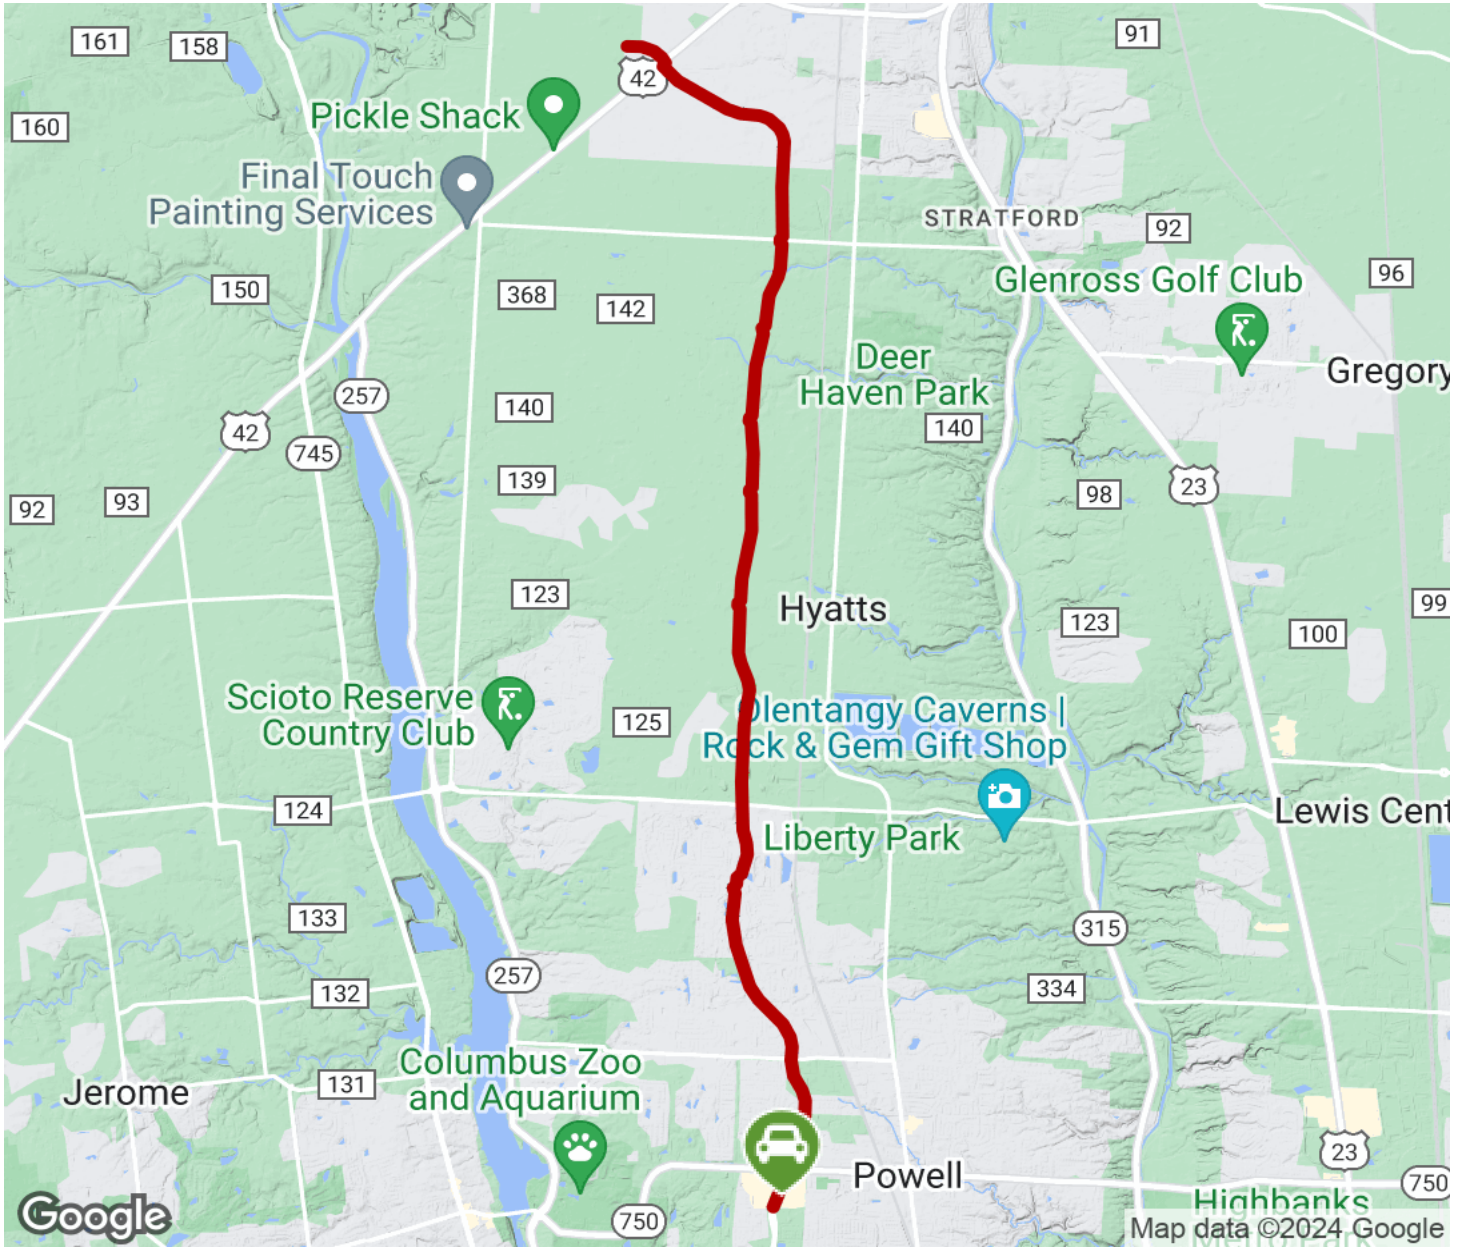 161
158
91
42
160
Pickle Shack
Final Touch
Painting Services
STRATFORD
92
96
150
368
142
Glenross Golf Club
Deer
Haven Park
Gregory
257
42
745
140
140
139
92
93
98
23
123
Hyatts
123
100
99
Scioto Reserve
Country Club
125
Olentangy Caverns |
Rock & Gem Gift Shop
124
Liberty Park
Lewis Cent
133
315
257
132
334
Columbus Zoo
and Aquarium
Jerome
131
Powell
23
750
750
Highbanks
Metro Park
Google
Map data ©2024 Google